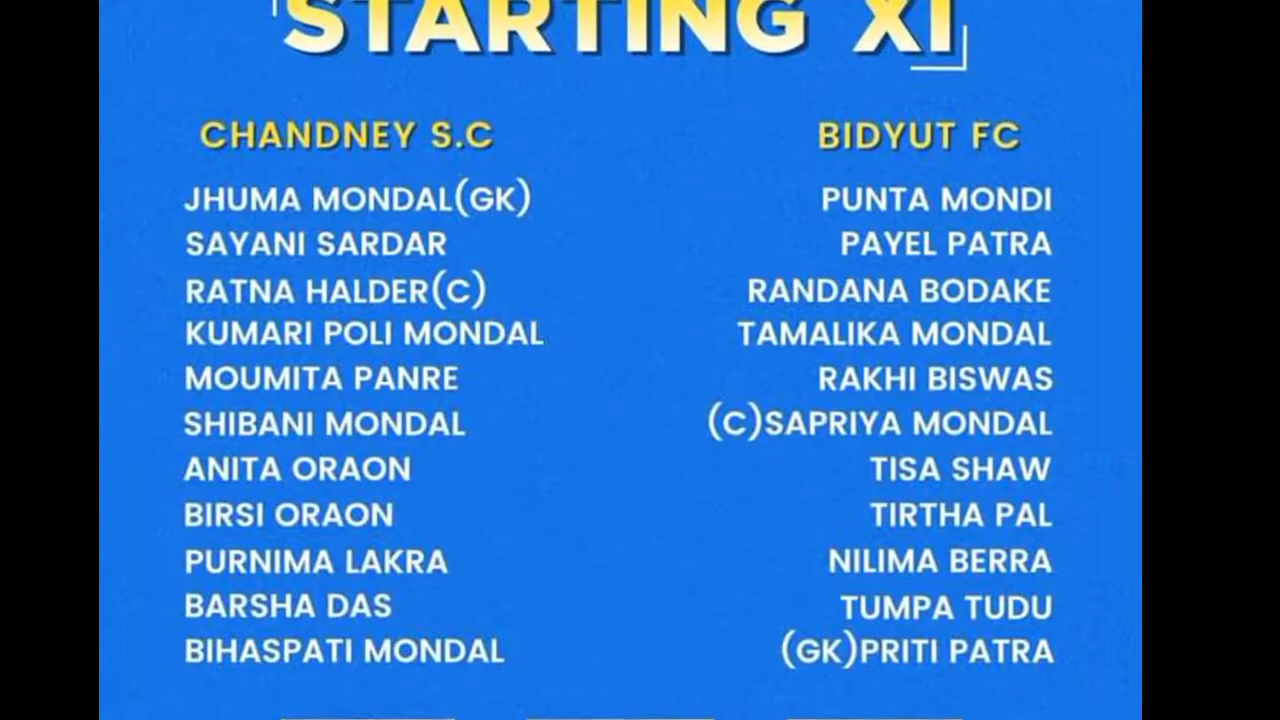 STARTING XI
CHANDNEY S.C BIDYUT FC
JHUMA MONDAL(GK) PUNTA MONDI
SAYANI SARDAR PAYEL PATRA
RATNA HALDER(C) RANDANA BODAKE
KUMARI POLI MONDAL TAMALIKA MONDAL
MOUMITA PANRE RAKHI BISWAS
SHIBANI MONDAL (C)SAPRIYA MONDAL
ANITA ORAON TISA SHAW
BIRSI ORAON TIRTHA PAL
PURNIMA LAKRA NILIMA BERRA
BARSHA DAS TUMPA TUDU
BIHASPATI MONDAL (GK)PRITI PATRA